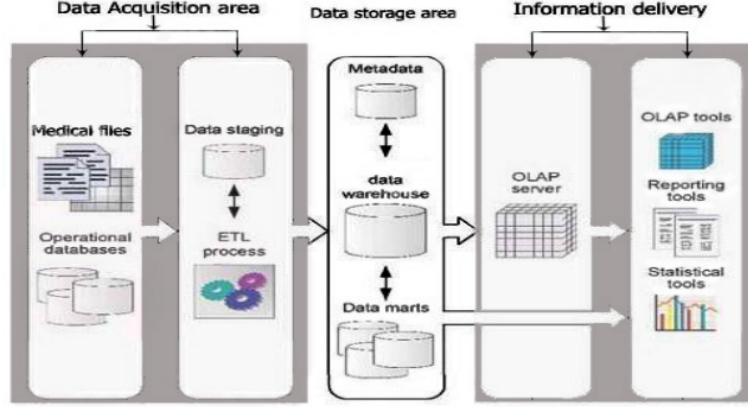 Data Acquisition area
Data storage area
Information delivery
Medical files
Operational
databases
Data staging
ETL
process
Metadata
data
warehouse
Data marts
OLAP
server
OLAP tools
Reporting
tools
Statistical
tools